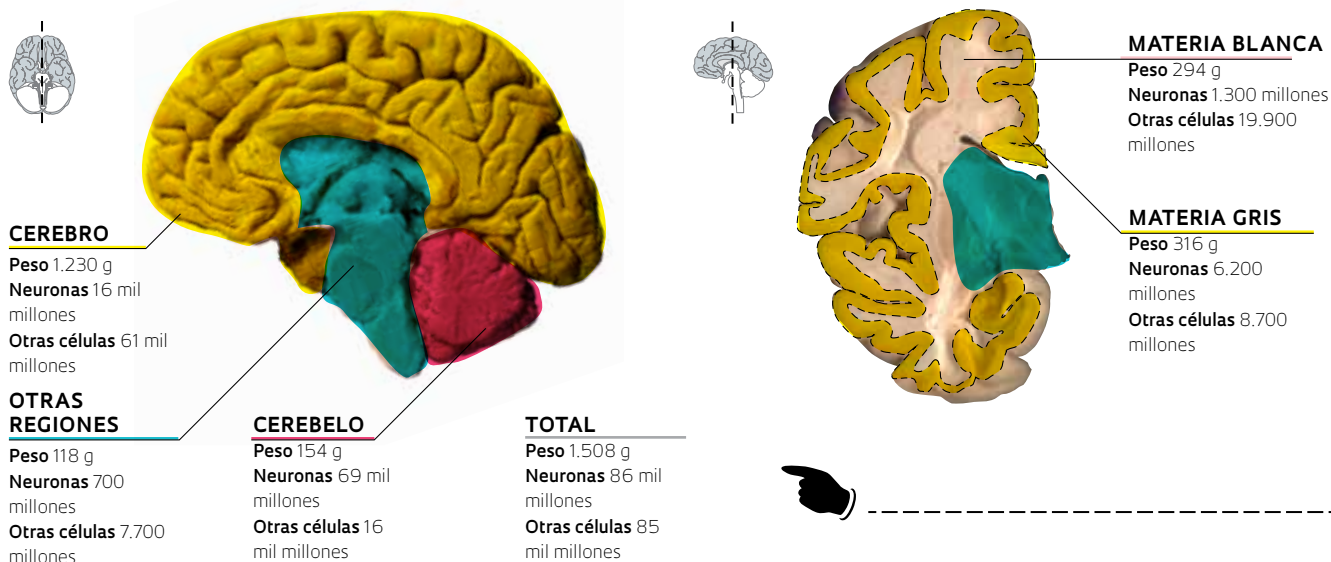 CEREBRO
Peso 1.230 g
Neuronas 16 mil
millones
Otras células 61 mil
millones
OTRAS
REGIONES
Peso 118 g
Neuronas 700
millones
Otras células 7.700
millones
CEREBELO
Peso 154 g
Neuronas 69 mil
millones
Otras células 16
mil millones
TOTAL
Peso 1.508 g
Neuronas 86 mil
millones
Otras células 85
mil millones
MATERIA BLANCA
Peso 294 g
Neuronas 1.300 millones
Otras células 19.900
millones
MATERIA GRIS
Peso 316 g
Neuronas 6.200
millones
Otras células 8.700
millones